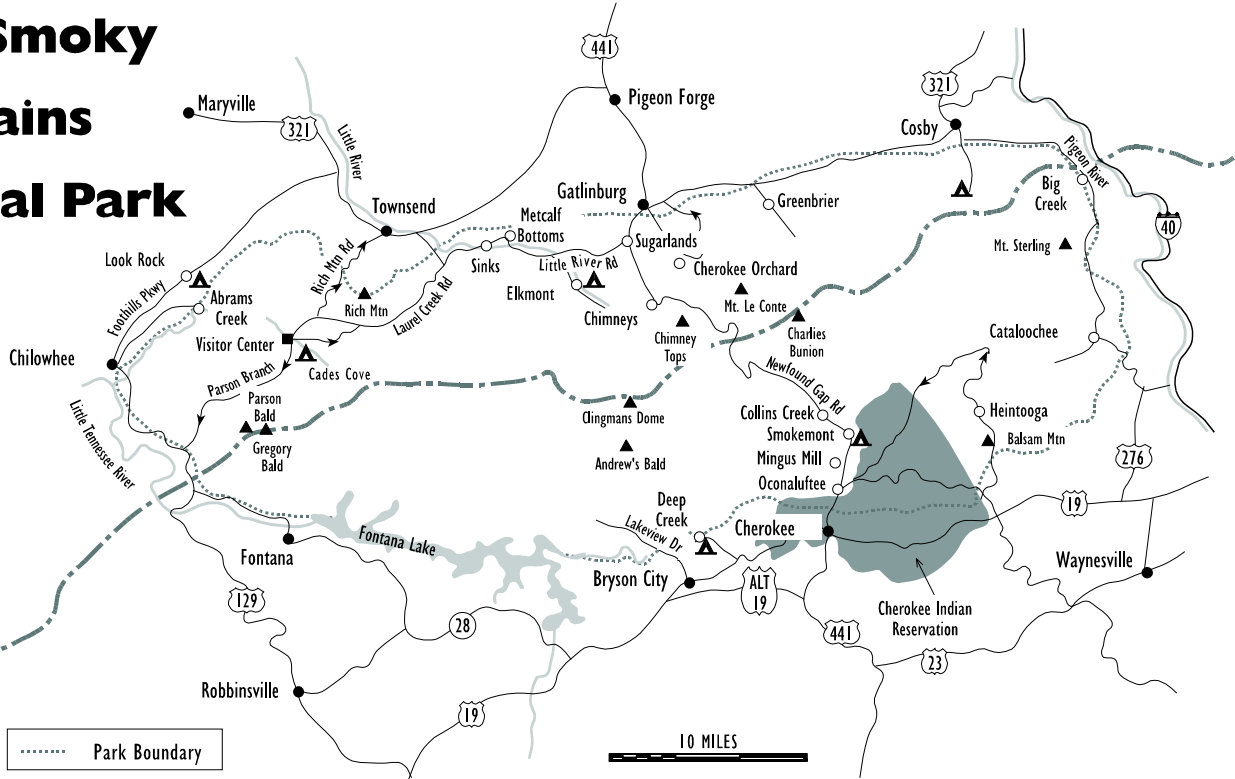 Smoky
ains
al Park
441
Pigeon Forge
Maryville
321
Little River
321
Cosby
Pigeon River
Big
Creek
40
Mt. Sterling
Townsend
Gatlinburg
Greenbrier
Metcalf
Bottoms
Sugarlands
Sinks
Little River Rd
Cherokee Orchard
Elkmont
Mt. Le Conte
Chimneys
Charlies
Bunion
Chimney
Tops
Look Rock
Foothills Pkwy
Abrams
Creek
Rich Mtn Rd
Rich Mtn
Laurel Creek Rd
Visitor Center
Chilowhee
Cades Cove
Parson Branch
Parson
Bald
Gregory
Bald
Little Tennessee
River
Cataloochee
Newfound Gap Rd
Clingmans Dome
Andrew's Bald
Collins Creek
Smokemont
Mingus Mill
Oconaluftee
Heintooga
Balsam Mtn
276
19
Deep
Creek
Cherokee
Lakeview Dr
Fontana Lake
Fontana
Bryson City
ALT
19
Waynesville
Cherokee Indian
Reservation
129
28
441
23
Robbinsville
19
Park Boundary
10 MILES